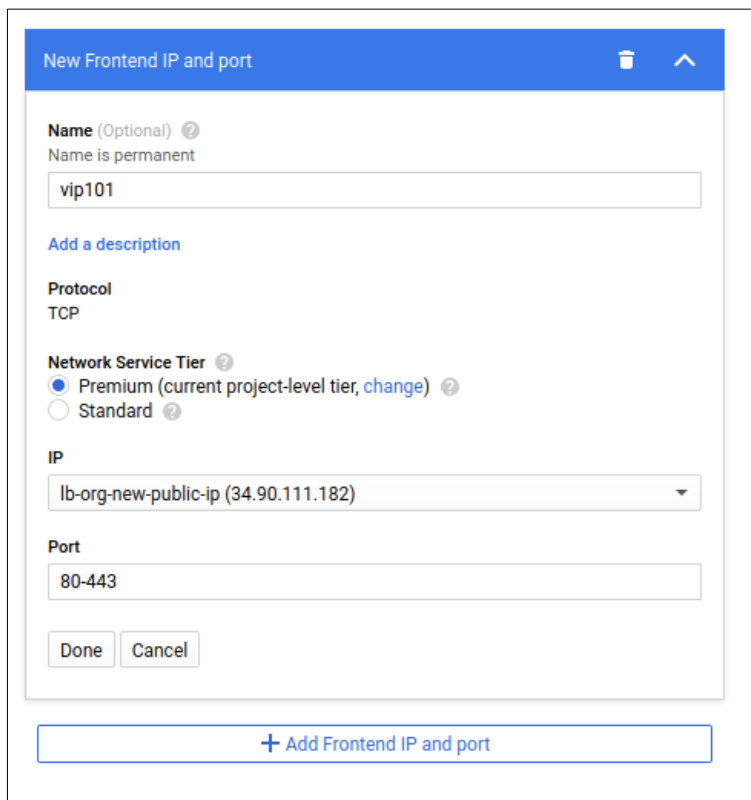 New Frontend IP and port
Name (Optional) ?
Name is permanent
vip101
Add a description
Protocol
TCP
Network Service Tier ?
Premium (current project-level tier, change) ?
Standard ?
IP
lb-org-new-public-ip (34.90.111.182)
Port
80-443
Done Cancel
+ Add Frontend IP and port